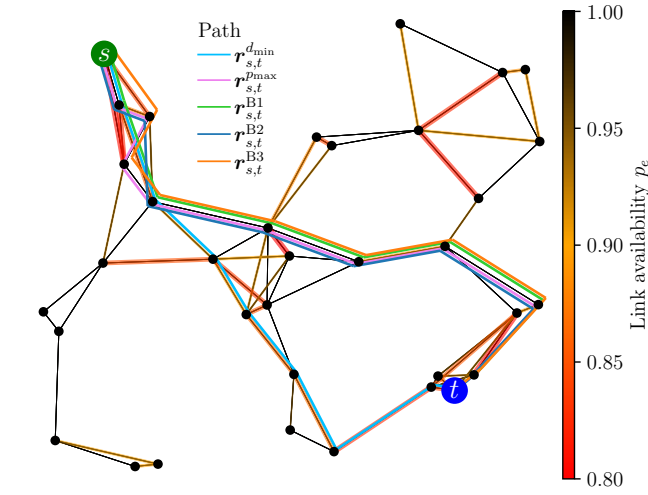 Path
r_{s,t}^{d_min}
r_{s,t}^{p_max}
r_{s,t}^{B1}
r_{s,t}^{B2}
r_{s,t}^{B3}
s
t
1.00
0.95
0.90
0.85
0.80
Link availability p_e